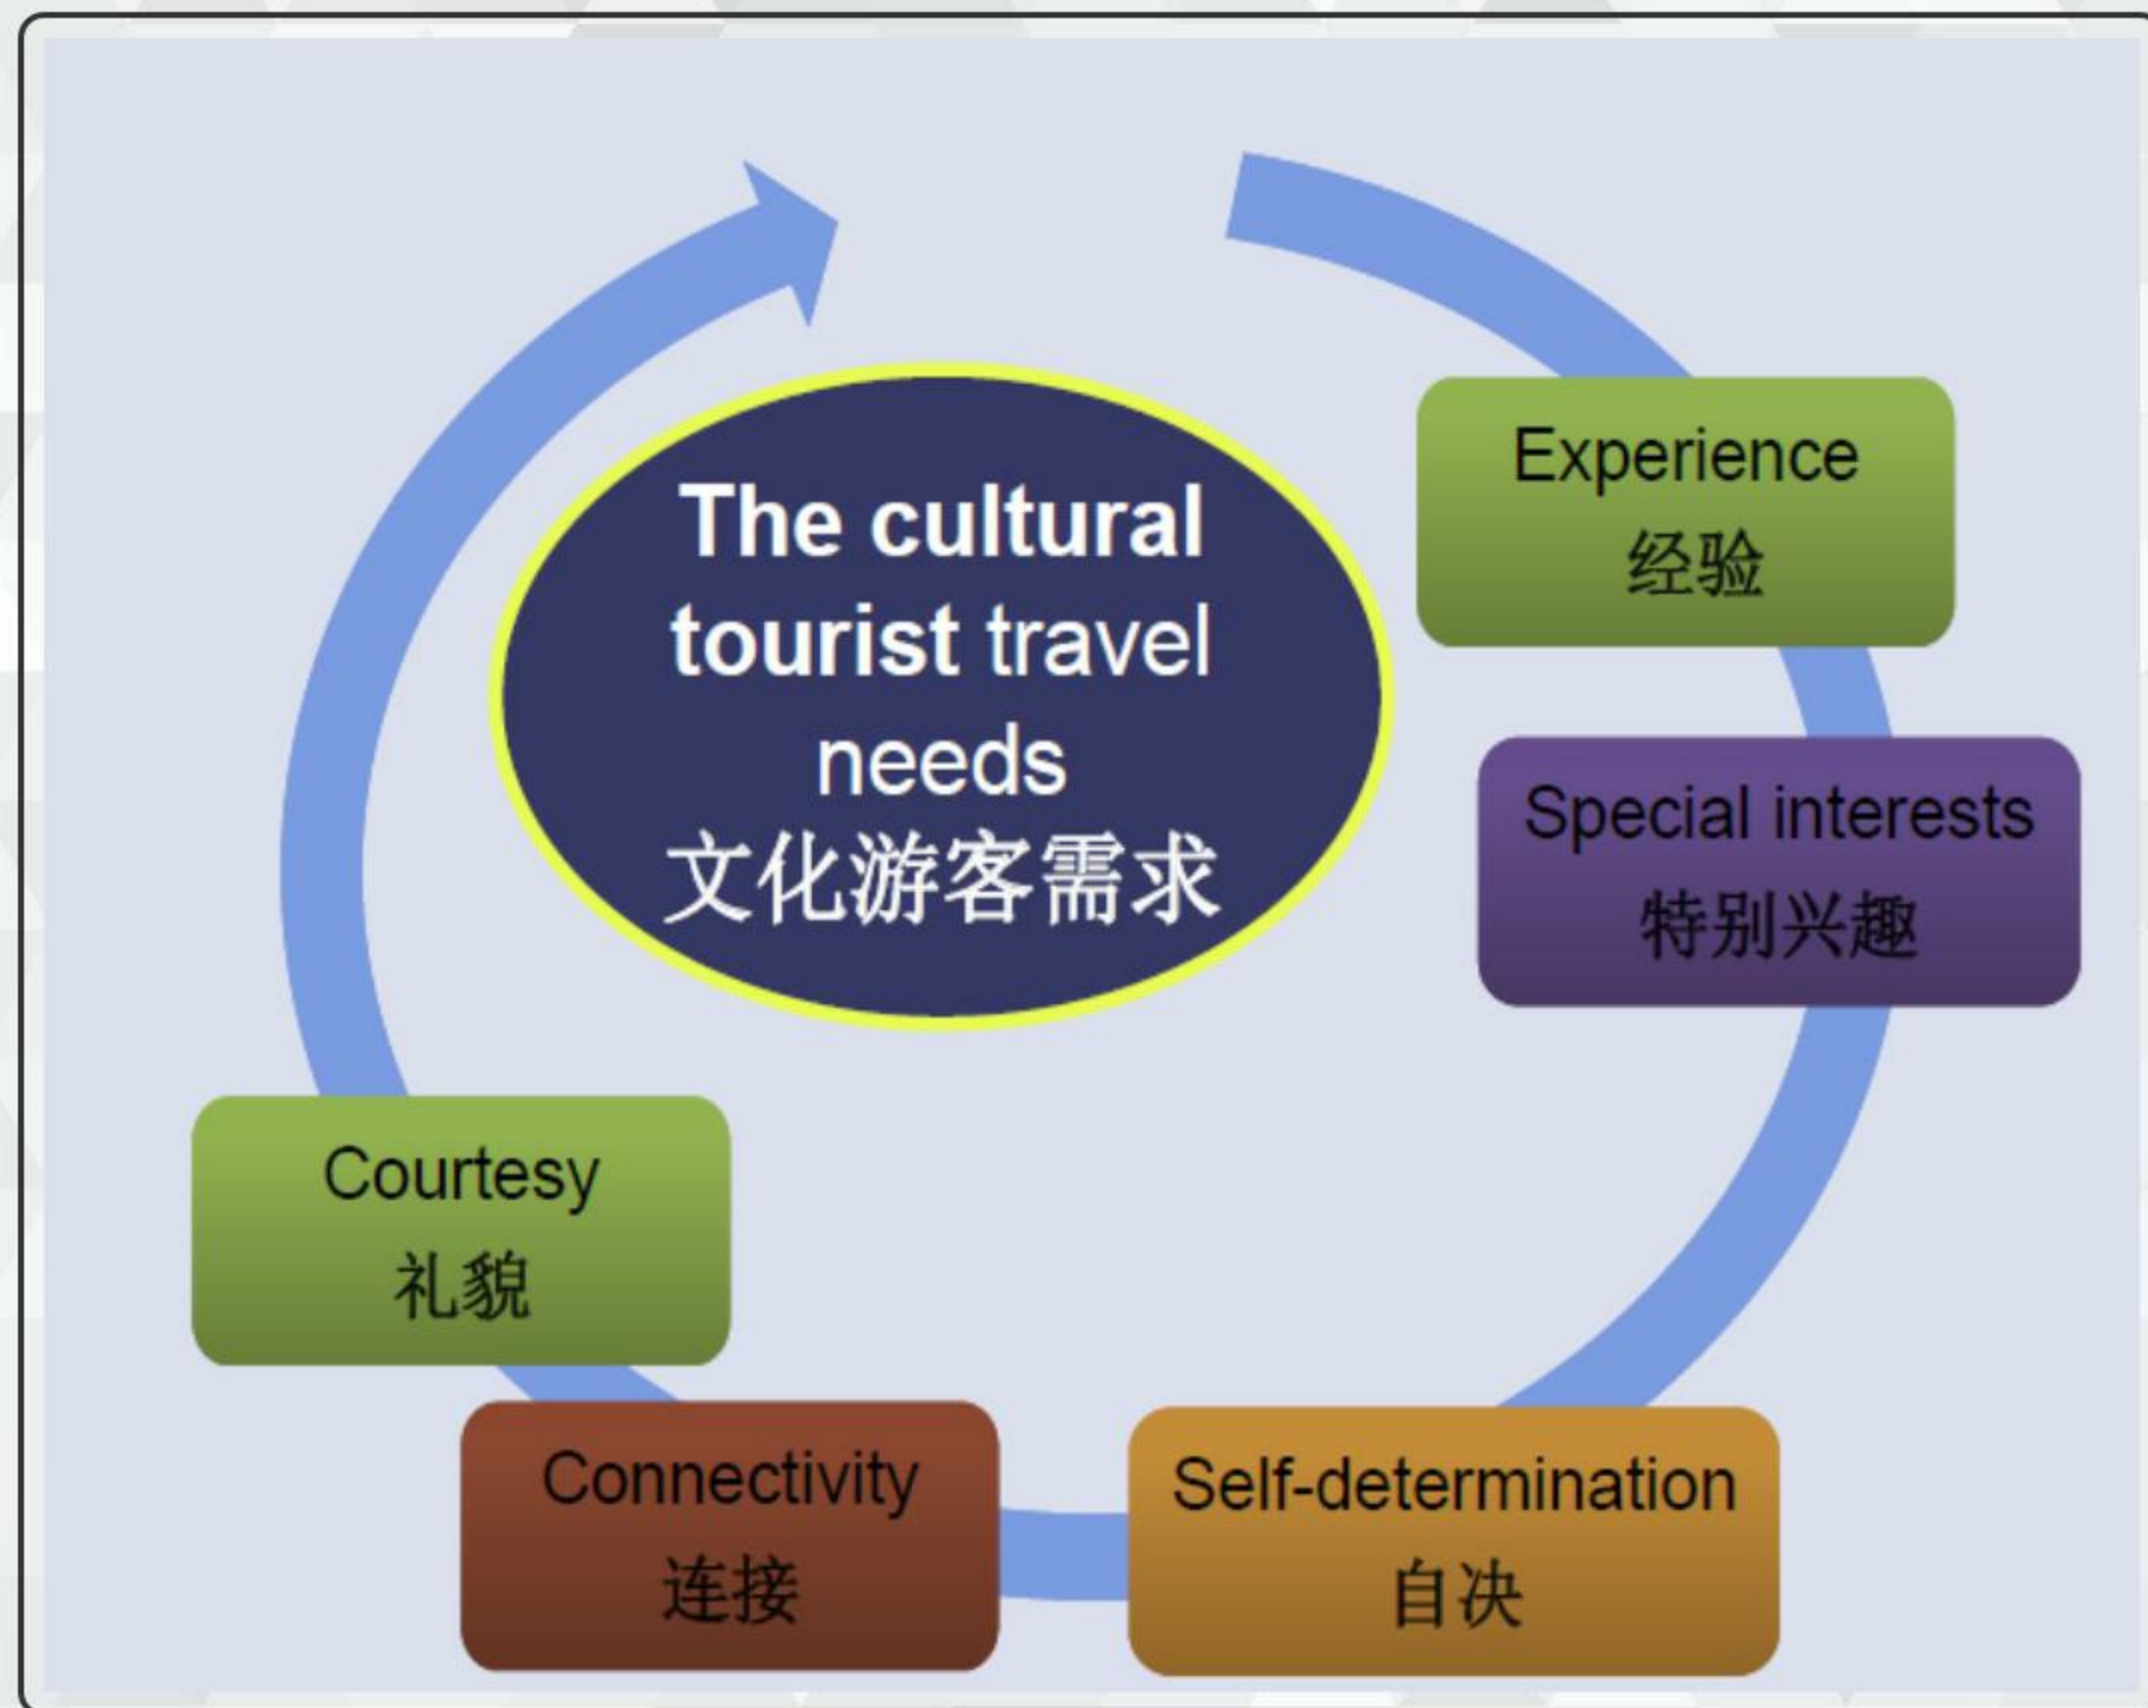 The cultural
tourist travel
needs
文化游客需求
Experience
经验
Special interests
特别兴趣
Self-determination
自决
Connectivity
连接
Courtesy
礼貌